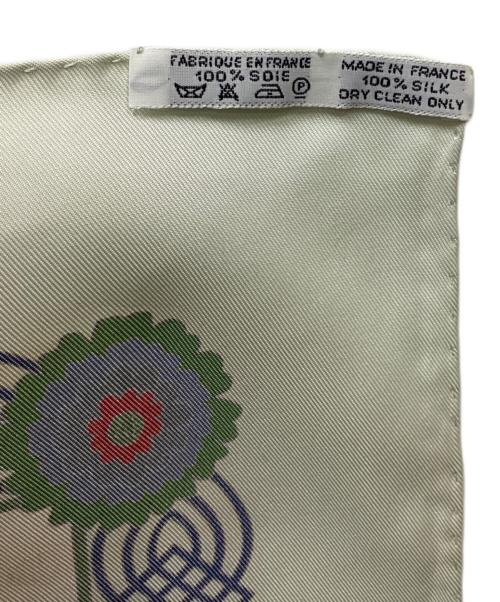 FABRIQUE EN FRANCE
100% SOIE
P
MADE IN FRANCE
100% SILK
DRY CLEAN ONLY